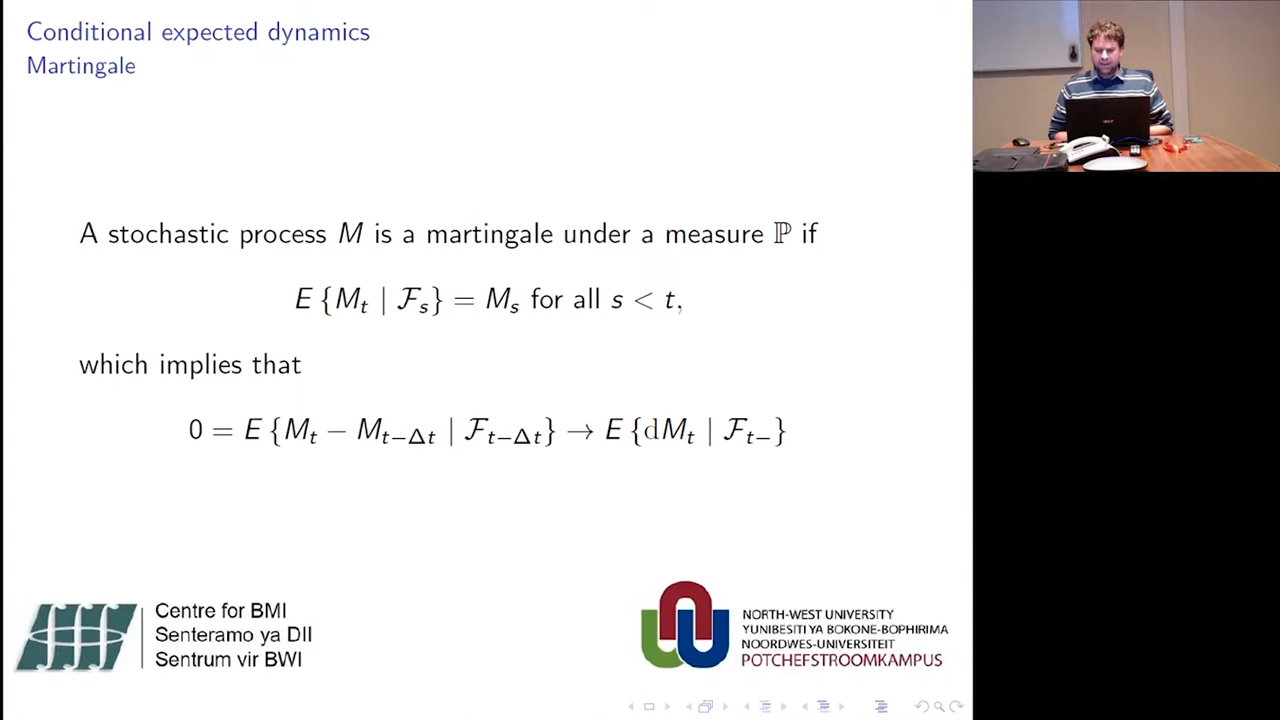 Conditional expected dynamics
Martingale
A stochastic process M is a martingale under a measure ℙ if
E {M_t | ℱ_s} = M_s for all s < t,
which implies that
0 = E {M_t − M_{t−Δt} | ℱ_{t−Δt}} → E {dM_t | ℱ_{t−}}
Centre for BMI
Senteramo ya DII
Sentrum vir BWI
NORTH-WEST UNIVERSITY
YUNIBESITI YA BOKONE-BOPHIRIMA
NOORDWES-UNIVERSITEIT
POTCHEFSTROOMKAMPUS
acer